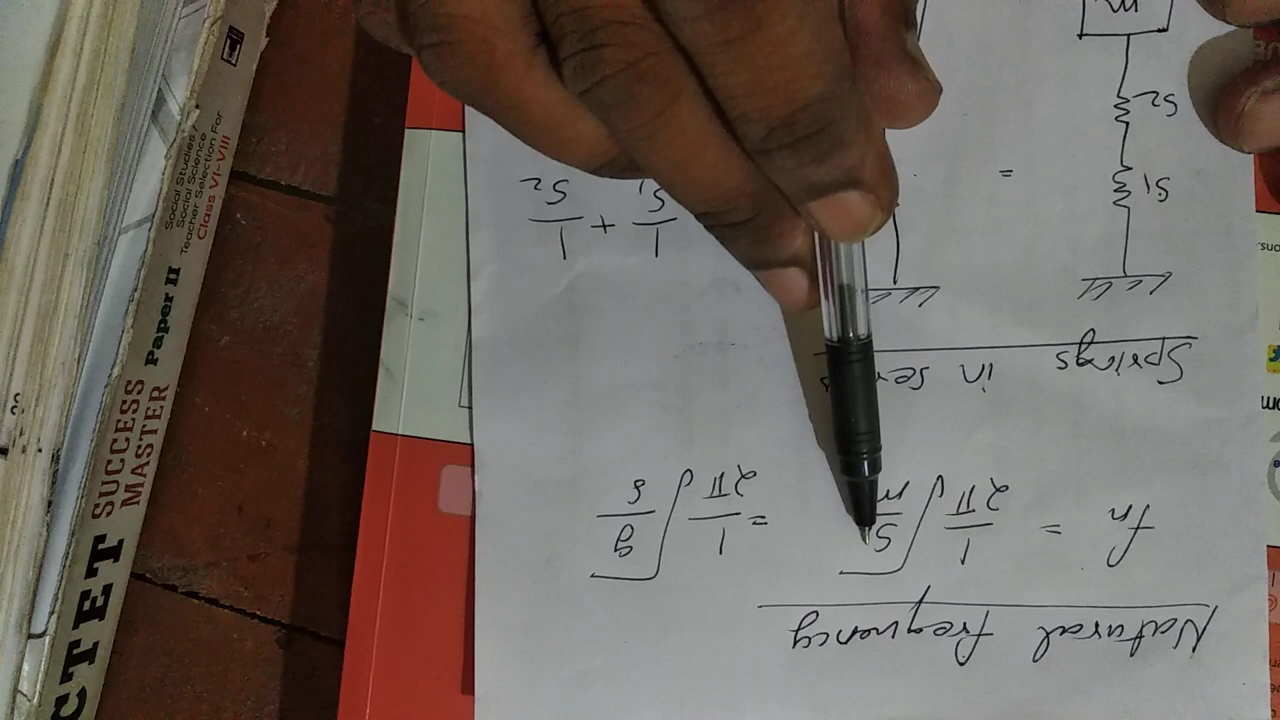 Natural frequency
fn = 1/2π √s/m = 1/2π √g/δ
Springs in
S1
S2
m
=
1/S1 + 1/S2
CTET SUCCESS MASTER Paper II
Social Studies /
Social Science
Teacher Selection For
Class VI-VIII